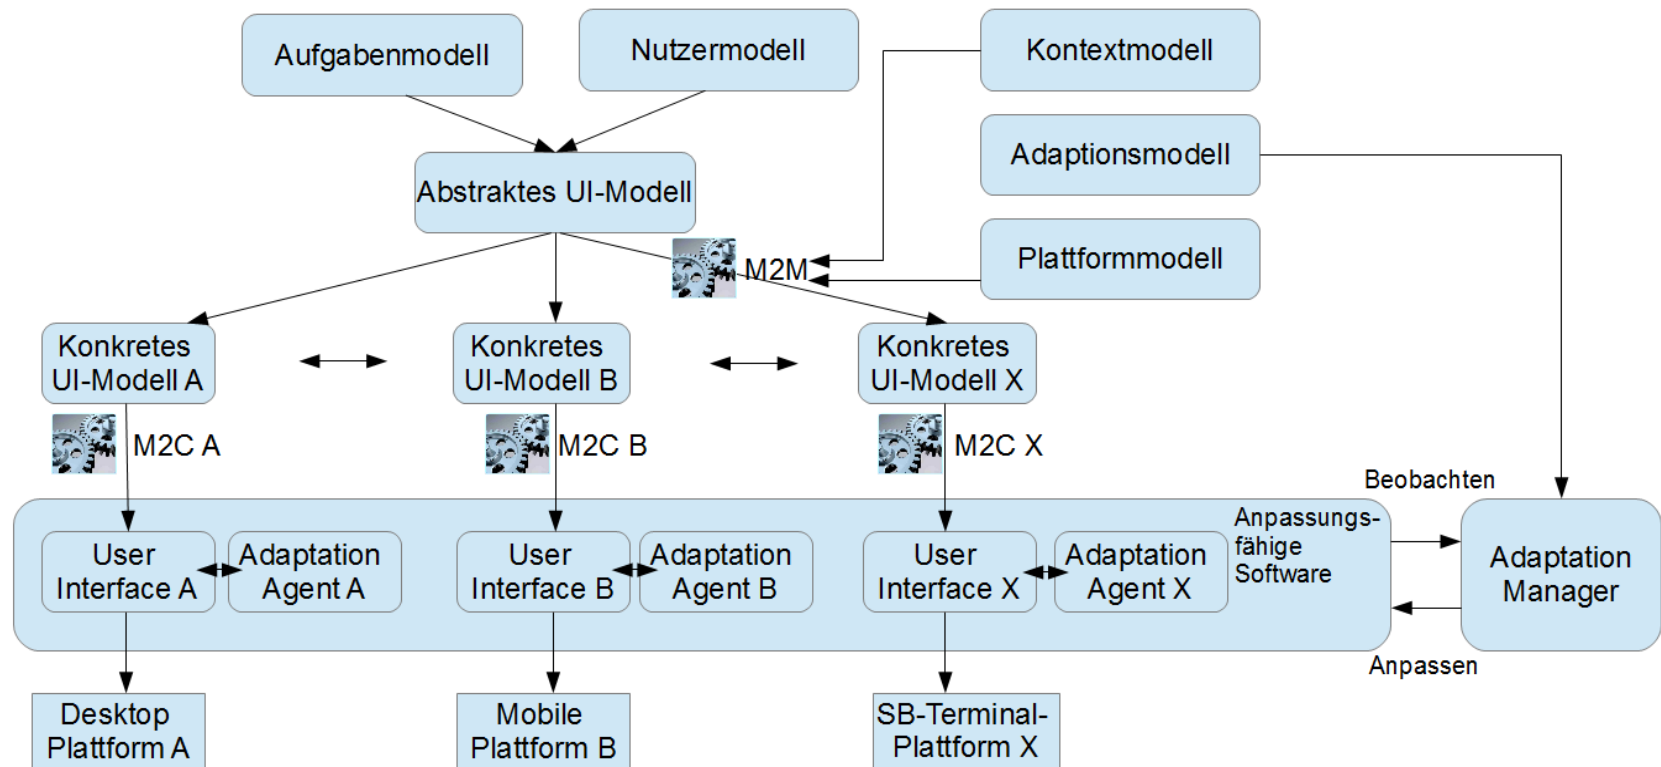 Aufgabenmodell
Nutzermodell
Kontextmodell
Adaptionsmodell
Abstraktes UI-Modell
Plattformmodell
M2M
Konkretes
UI-Modell A
Konkretes
UI-Modell B
Konkretes
UI-Modell X
M2C A
M2C B
M2C X
Beobachten
User
Interface A
Adaptation
Agent A
User
Interface B
Adaptation
Agent B
User
Interface X
Adaptation
Agent X
Anpassungs-
fähige
Software
Adaptation
Manager
Anpassen
Desktop
Plattform A
Mobile
Plattform B
SB-Terminal-
Plattform X